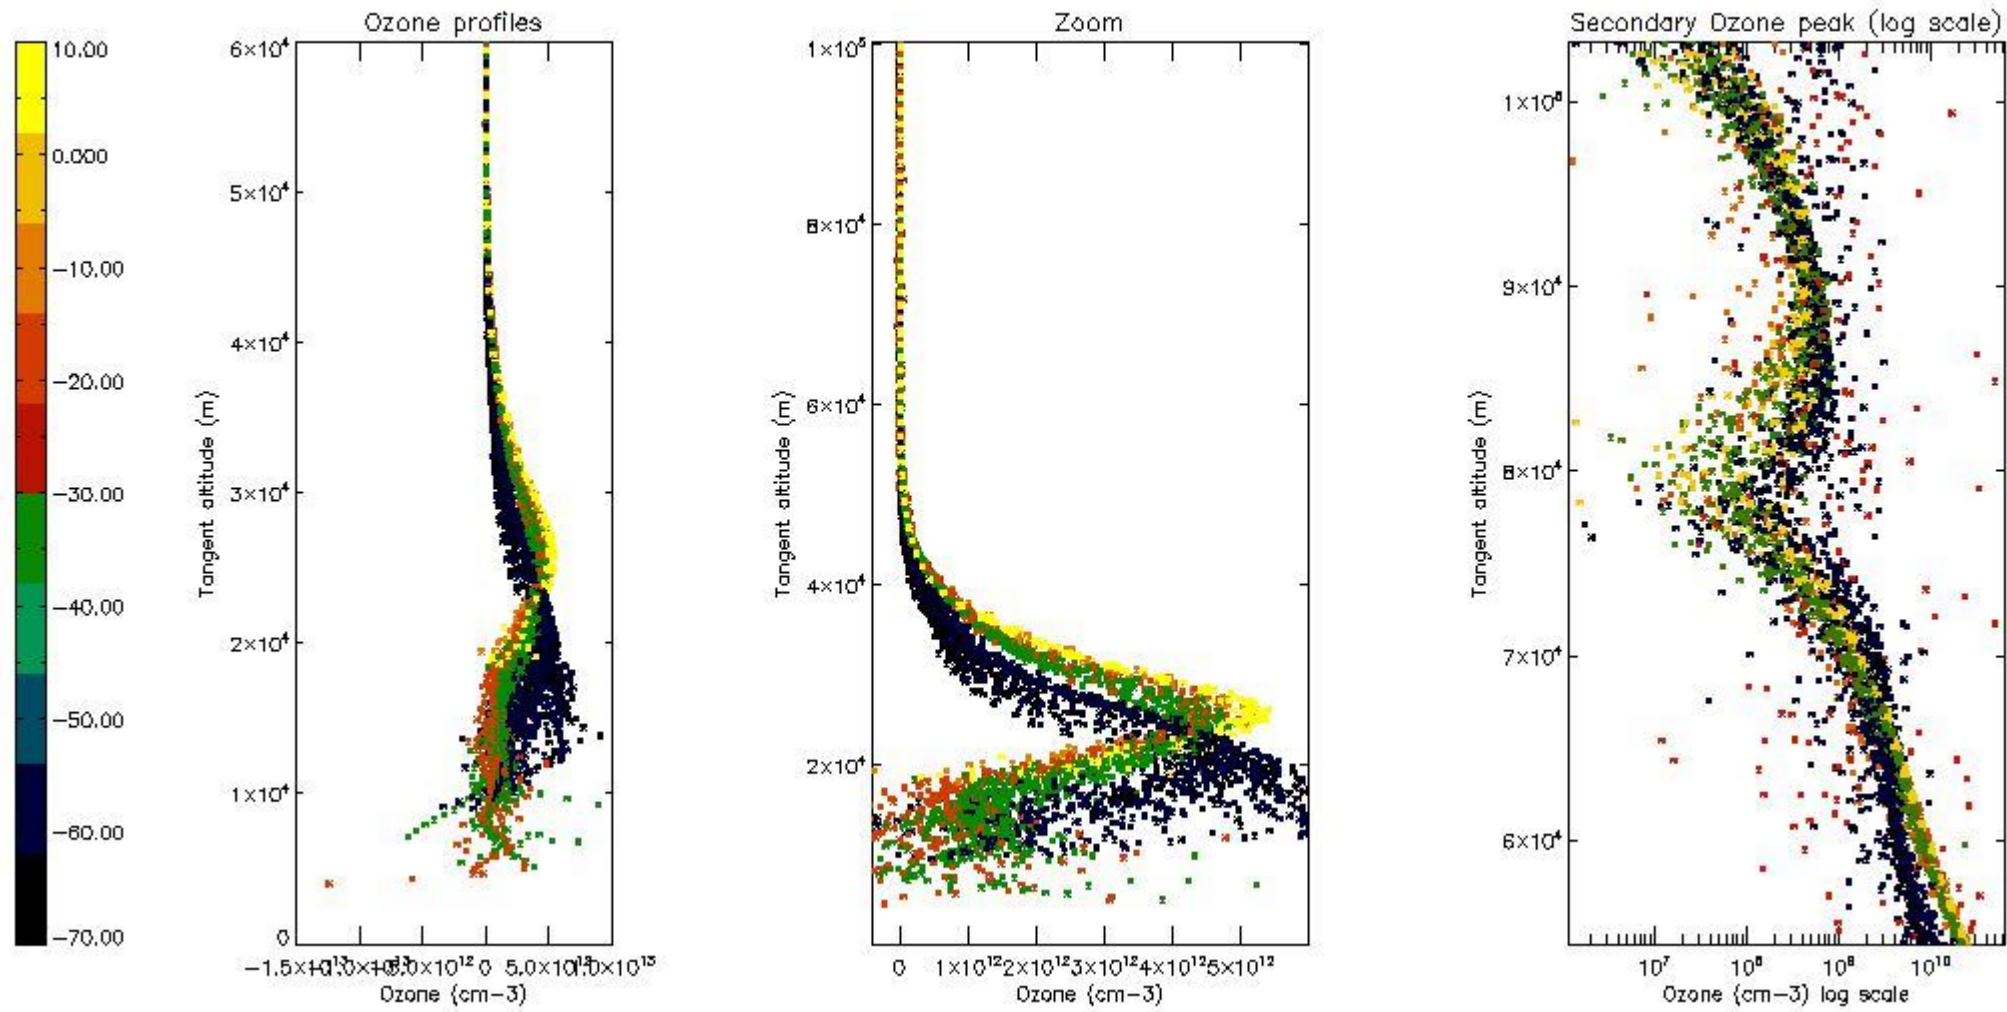 Ozone profiles
Zoom
Secondary Ozone peak (log scale)
10.00
0.000
−10.00
−20.00
−30.00
−40.00
−50.00
−60.00
−70.00
6×10⁴
5×10⁴
4×10⁴
3×10⁴
2×10⁴
1×10⁴
0
Tangent altitude (m)
0
Ozone (cm−3)
1×10⁵
8×10⁴
6×10⁴
4×10⁴
2×10⁴
Tangent altitude (m)
0 1×10¹² 2×10¹² 3×10¹² 4×10¹² 5×10¹²
Ozone (cm−3)
9×10⁴
8×10⁴
7×10⁴
6×10⁴
Tangent altitude (m)
10⁷ 10⁸ 10⁹ 10¹⁰
Ozone (cm−3) log scale